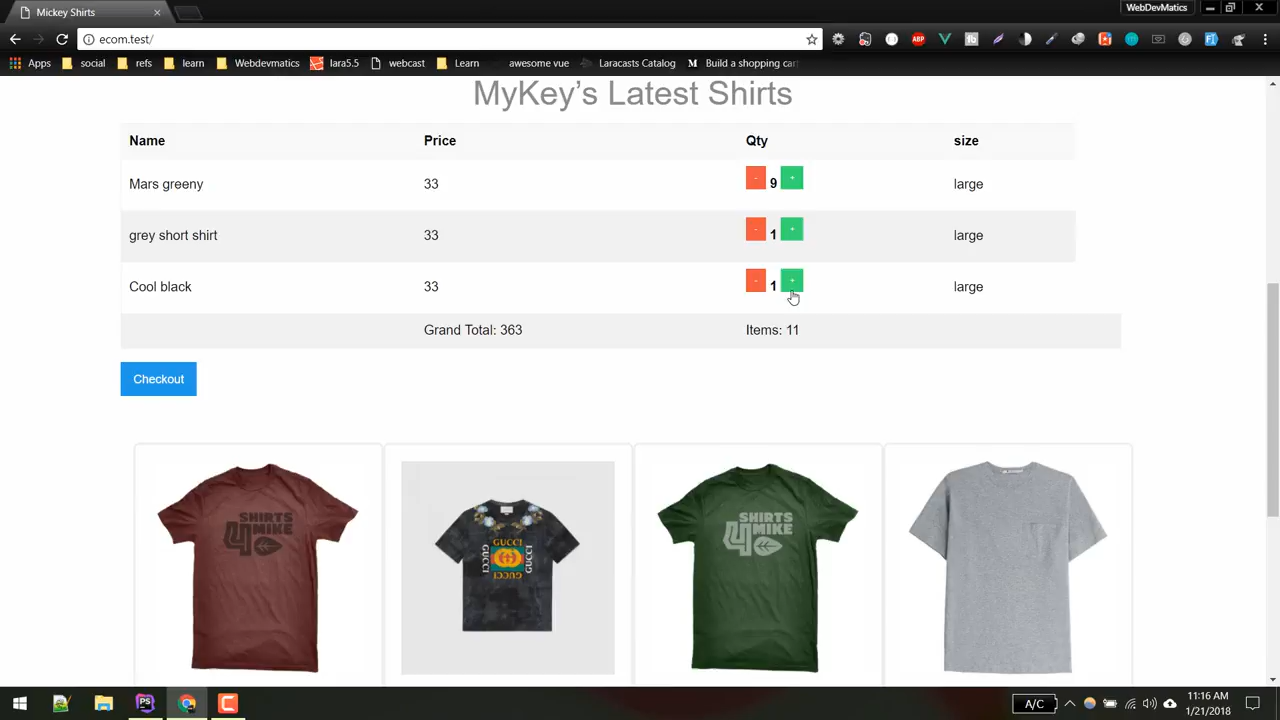 Mickey Shirts
WebDevMatics
ecom.test/
Apps social refs learn Webdevmatics lara5.5 webcast Learn awesome vue Laracasts Catalog M Build a shopping cart
MyKey's Latest Shirts
Name Price Qty size
Mars greeny 33 - 9 + large
grey short shirt 33 - 1 + large
Cool black 33 - 1 + large
Grand Total: 363 Items: 11
Checkout
SHIRTS
4 MIKE
GUCCI
GUCCI
GUCCI
GUCCI
SHIRTS
4 MIKE
A/C
11:16 AM
1/21/2018